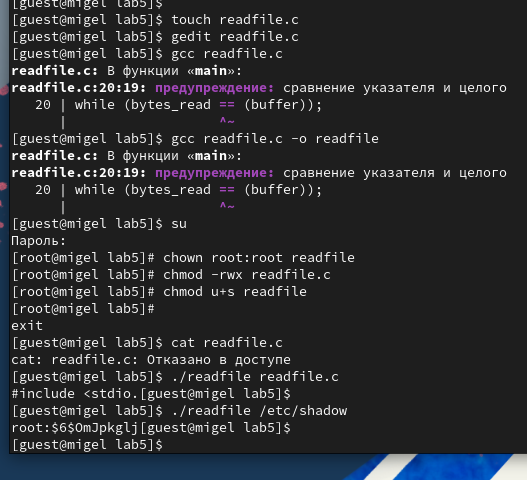 [guest@migel lab5]$
[guest@migel lab5]$ touch readfile.c
[guest@migel lab5]$ gedit readfile.c
[guest@migel lab5]$ gcc readfile.c
readfile.c: В функции «main»:
readfile.c:20:19: предупреждение: сравнение указателя и целого
20 | while (bytes_read == (buffer));
| ^~
[guest@migel lab5]$ gcc readfile.c -o readfile
readfile.c: В функции «main»:
readfile.c:20:19: предупреждение: сравнение указателя и целого
20 | while (bytes_read == (buffer));
| ^~
[guest@migel lab5]$ su
Пароль:
[root@migel lab5]# chown root:root readfile
[root@migel lab5]# chmod -rwx readfile.c
[root@migel lab5]# chmod u+s readfile
[root@migel lab5]#
exit
[guest@migel lab5]$ cat readfile.c
cat: readfile.c: Отказано в доступе
[guest@migel lab5]$ ./readfile readfile.c
#include <stdio.[guest@migel lab5]$
[guest@migel lab5]$ ./readfile /etc/shadow
root:$6$OmJpkglj[guest@migel lab5]$
[guest@migel lab5]$